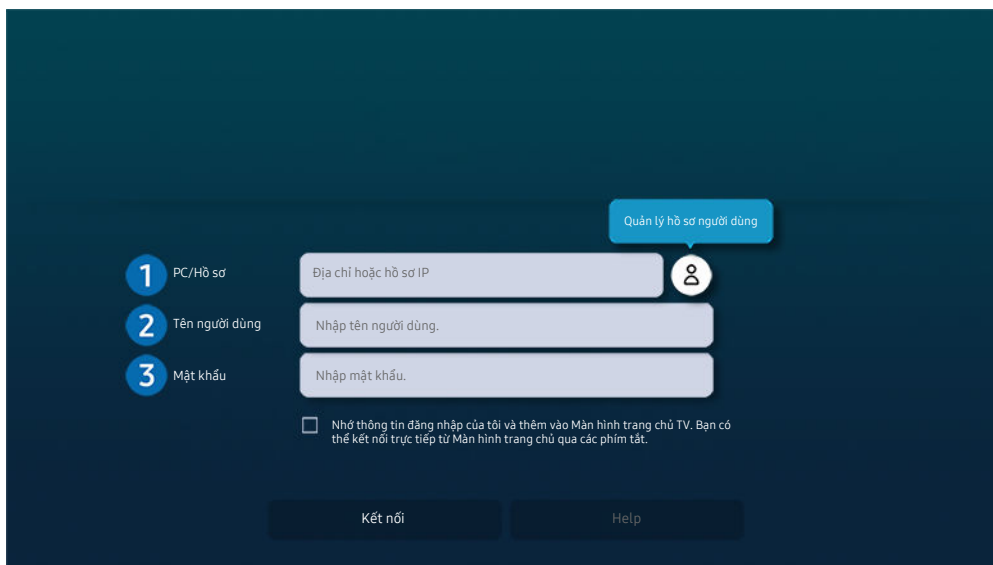 Quản lý hồ sơ người dùng
1 PC/Hồ sơ Địa chỉ hoặc hồ sơ IP
2 Tên người dùng Nhập tên người dùng.
3 Mật khẩu Nhập mật khẩu.
Nhớ thông tin đăng nhập của tôi và thêm vào Màn hình trang chủ TV. Bạn có
thể kết nối trực tiếp từ Màn hình trang chủ qua các phím tắt.
Kết nối Help